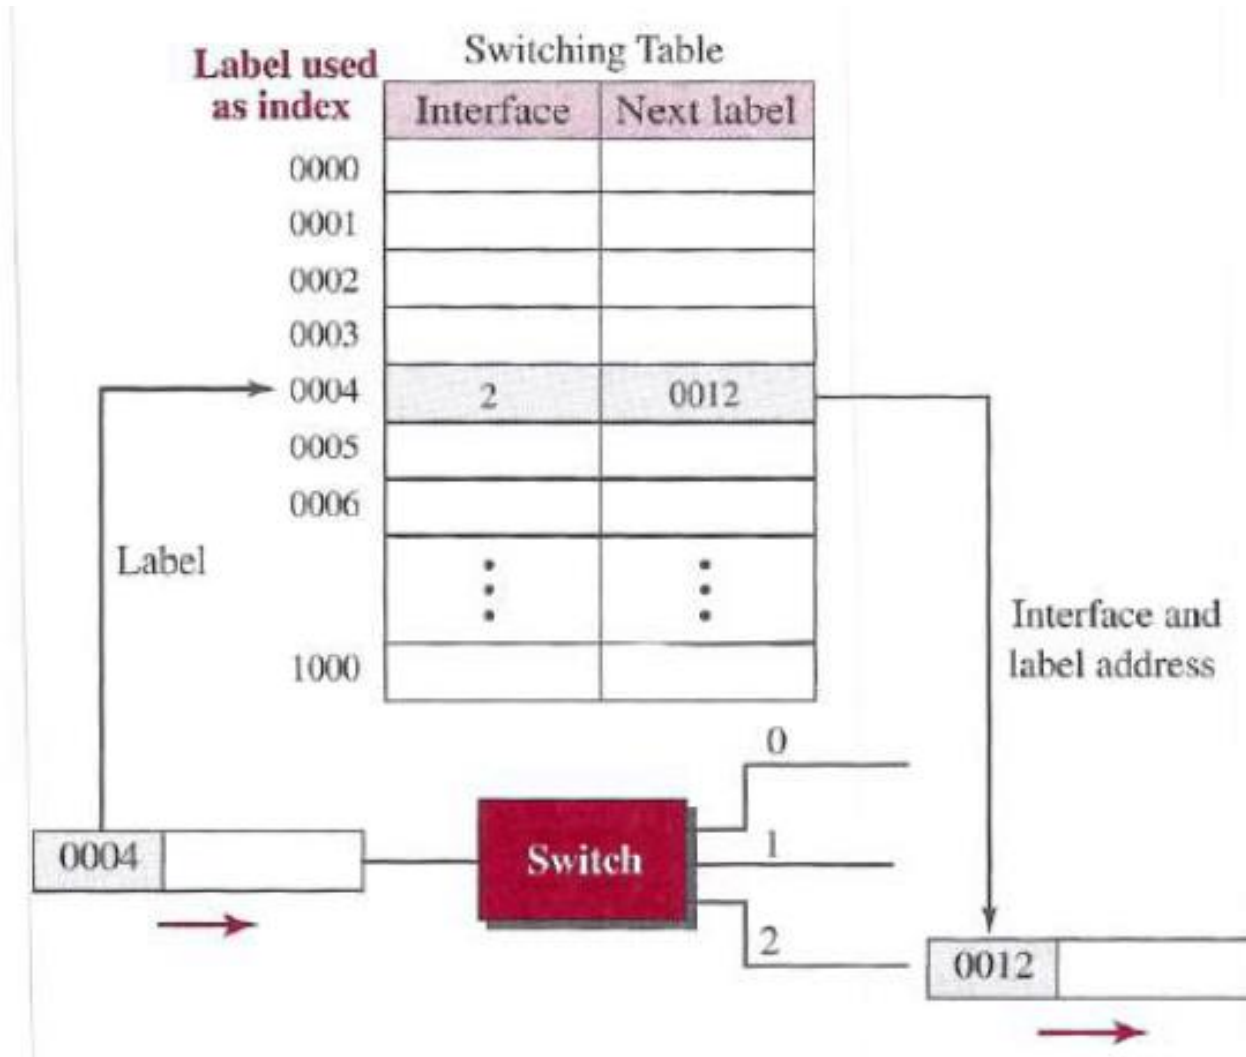 Switching Table
Label used
as index
Interface Next label
0000
0001
0002
0003
0004 2 0012
0005
0006
Label
1000
Interface and
label address
0
0004
Switch
1
2
0012